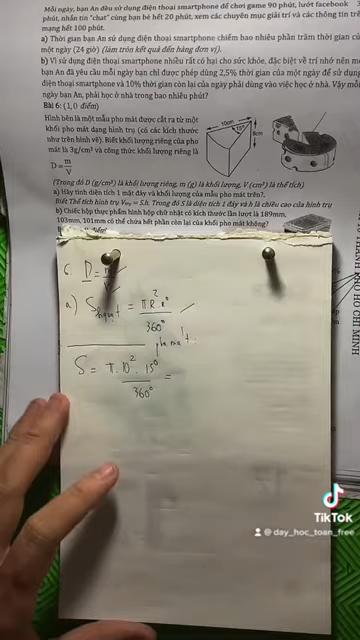 Mỗi ngày, bạn An đều sử dụng điện thoại smartphone để chơi game 90 phút, lướt facebook 3
phút, nhắn tin "chat" cùng bạn bè hết 20 phút, xem các chuyên mục giải trí và các thông tin trê
mạng hết 100 phút.
a) Thời gian bạn An sử dụng điện thoại smartphone chiếm bao nhiêu phần trăm thời gian củ
một ngày (24 giờ) (làm tròn kết quả đến hàng đơn vị).
b) Vì sử dụng điện thoại smartphone nhiều rất có hại cho sức khỏe, đặc biệt về trí nhớ nên m
bạn An đã yêu cầu mỗi ngày bạn chỉ được phép dùng 2,5% thời gian của một ngày để sử dụng
điện thoại smartphone và 10% thời gian còn lại của ngày phải dùng vào việc học ở nhà. Vậy mỗ
ngày bạn An, phải học ở nhà trong bao nhiêu phút?
Bài 6: (1,0 điểm)
Hình bên là một mẫu pho mát được cắt ra từ một
khối pho mát dạng hình trụ (có các kích thước
như trên hình vẽ). Biết khối lượng riêng của pho
mát là 3g/cm³ và công thức khối lượng riêng là
D=m/V
10cm
15°
8cm
(Trong đó D (g/cm³) là khối lượng riêng, m (g) là khối lượng, V (cm³) là thể tích)
a) Hãy tính diện tích 1 mặt đáy và khối lượng của mẩu pho mát trên?.
Biết Thể tích hình trụ V = S.h. Trong đó S là diện tích 1 đáy và h là chiều cao của hình trụ
b) Chiếc hộp thực phẩm hình hộp chữ nhật có kích thước lần lượt là 189mm,
103mm, 101mm có thể chứa hết phần còn lại của khối pho mát không?
6. D =
a) S quạt = π.R².n° / 360°
pho mát
S = π.10².15° / 360° =
TikTok
@day_hoc_toan_free